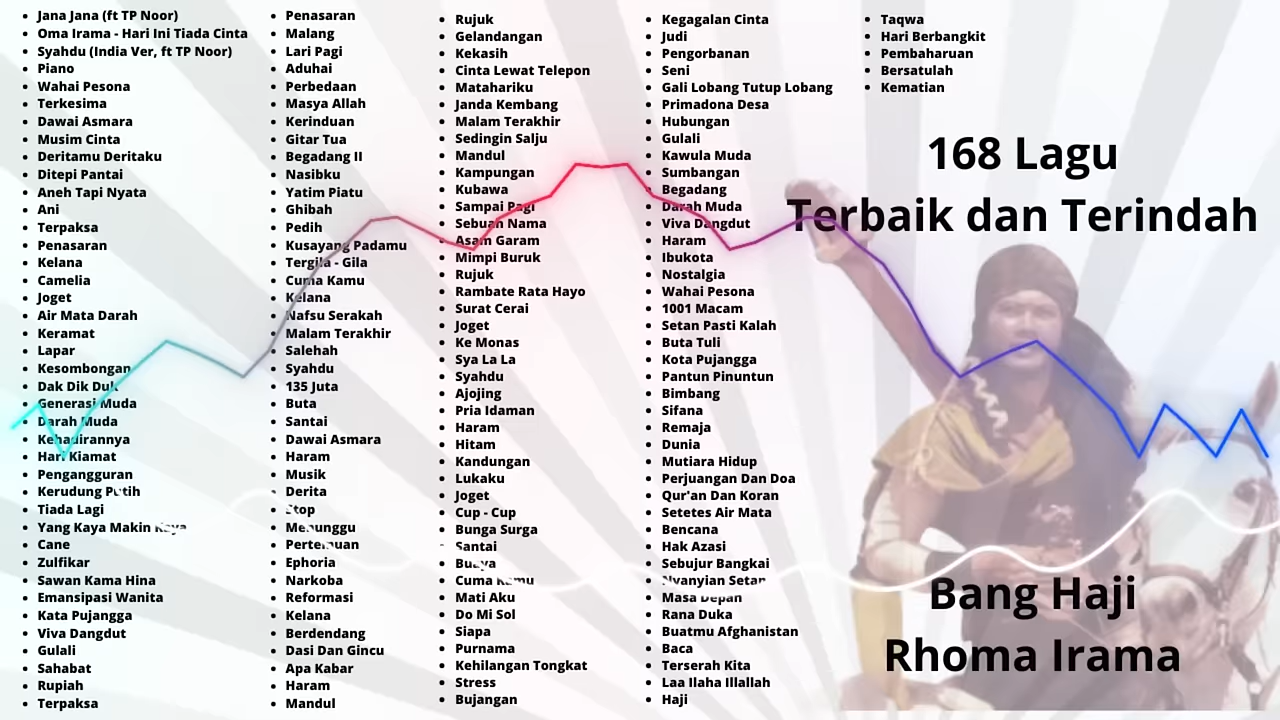 Jana Jana (ft TP Noor)
Oma Irama - Hari Ini Tiada Cinta
Syahdu (India Ver, ft TP Noor)
Piano
Wahai Pesona
Terkesima
Dawai Asmara
Musim Cinta
Deritamu Deritaku
Ditepi Pantai
Aneh Tapi Nyata
Ani
Terpaksa
Penasaran
Kelana
Camelia
Joget
Air Mata Darah
Keramat
Lapar
Kesombongan
Dak Dik Duk
Generasi Muda
Darah Muda
Kehadirannya
Hari Kiamat
Pengangguran
Kerudung Putih
Tiada Lagi
Yang Kaya Makin Kaya
Cane
Zulfikar
Sawan Kama Hina
Emansipasi Wanita
Kata Pujangga
Viva Dangdut
Gulali
Sahabat
Rupiah
Terpaksa
Penasaran
Malang
Lari Pagi
Aduhai
Perbedaan
Masya Allah
Kerinduan
Gitar Tua
Begadang II
Nasibku
Yatim Piatu
Ghibah
Pedih
Kusayang Padamu
Tergila - Gila
Cuma Kamu
Kelana
Nafsu Serakah
Malam Terakhir
Salehah
Syahdu
135 Juta
Buta
Santai
Dawai Asmara
Haram
Musik
Derita
Stop
Menunggu
Pertemuan
Ephoria
Narkoba
Reformasi
Kelana
Berdendang
Dasi Dan Gincu
Apa Kabar
Haram
Mandul
Rujuk
Gelandangan
Kekasih
Cinta Lewat Telepon
Matahariku
Janda Kembang
Malam Terakhir
Sedingin Salju
Mandul
Kampungan
Kubawa
Sampai Pagi
Sebuah Nama
Asam Garam
Mimpi Buruk
Rujuk
Rambate Rata Hayo
Surat Cerai
Joget
Ke Monas
Sya La La
Syahdu
Ajojing
Pria Idaman
Haram
Hitam
Kandungan
Lukaku
Joget
Cup - Cup
Bunga Surga
Santai
Buaya
Cuma Kamu
Mati Aku
Do Mi Sol
Siapa
Purnama
Kehilangan Tongkat
Stress
Bujangan
Kegagalan Cinta
Judi
Pengorbanan
Seni
Gali Lobang Tutup Lobang
Primadona Desa
Hubungan
Gulali
Kawula Muda
Sumbangan
Begadang
Darah Muda
Viva Dangdut
Haram
Ibukota
Nostalgia
Wahai Pesona
1001 Macam
Setan Pasti Kalah
Buta Tuli
Kota Pujangga
Pantun Pinuntun
Bimbang
Sifana
Remaja
Dunia
Mutiara Hidup
Perjuangan Dan Doa
Qur'an Dan Koran
Setetes Air Mata
Bencana
Hak Azasi
Sebujur Bangkai
Nyanyian Setan
Masa Depan
Rana Duka
Buatmu Afghanistan
Baca
Terserah Kita
Laa Ilaha Illallah
Haji
Taqwa
Hari Berbangkit
Pembaharuan
Bersatulah
Kematian
168 Lagu
Terbaik dan Terindah
Bang Haji
Rhoma Irama